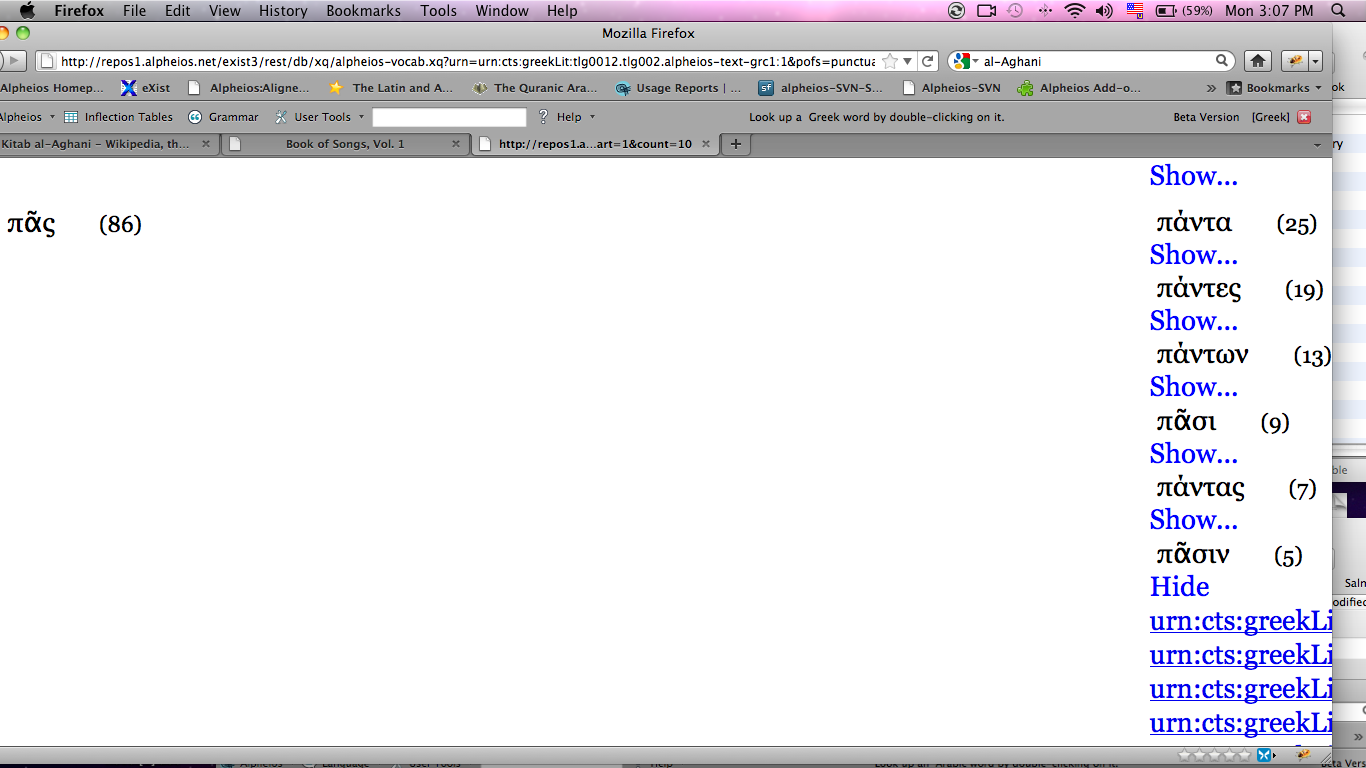 Firefox File Edit View History Bookmarks Tools Window Help (59%) Mon 3:07 PM
Mozilla Firefox
http://repos1.alpheios.net/exist3/rest/db/xq/alpheios-vocab.xq?urn=urn:cts:greekLit:tlg0012.tlg002.alpheios-text-grc1:1&pofs=punctua al-Aghani
Alpheios Homep... eXist Alpheios:Aligne... The Latin and A... The Quranic Ara... Usage Reports | ... alpheios-SVN-S... Alpheios-SVN Alpheios Add-o... » Bookmarks
Alpheios Inflection Tables Grammar User Tools ? Help Look up a Greek word by double-clicking on it. Beta Version [Greek]
Kitab al-Aghani – Wikipedia, th... Book of Songs, Vol. 1 http://repos1.a...art=1&count=10
Show...
πᾶς (86) πάντα (25)
Show...
πάντες (19)
Show...
πάντων (13)
Show...
πᾶσι (9)
Show...
πάντας (7)
Show...
πᾶσιν (5)
Hide
urn:cts:greekLi
urn:cts:greekLi
urn:cts:greekLi
urn:cts:greekLi